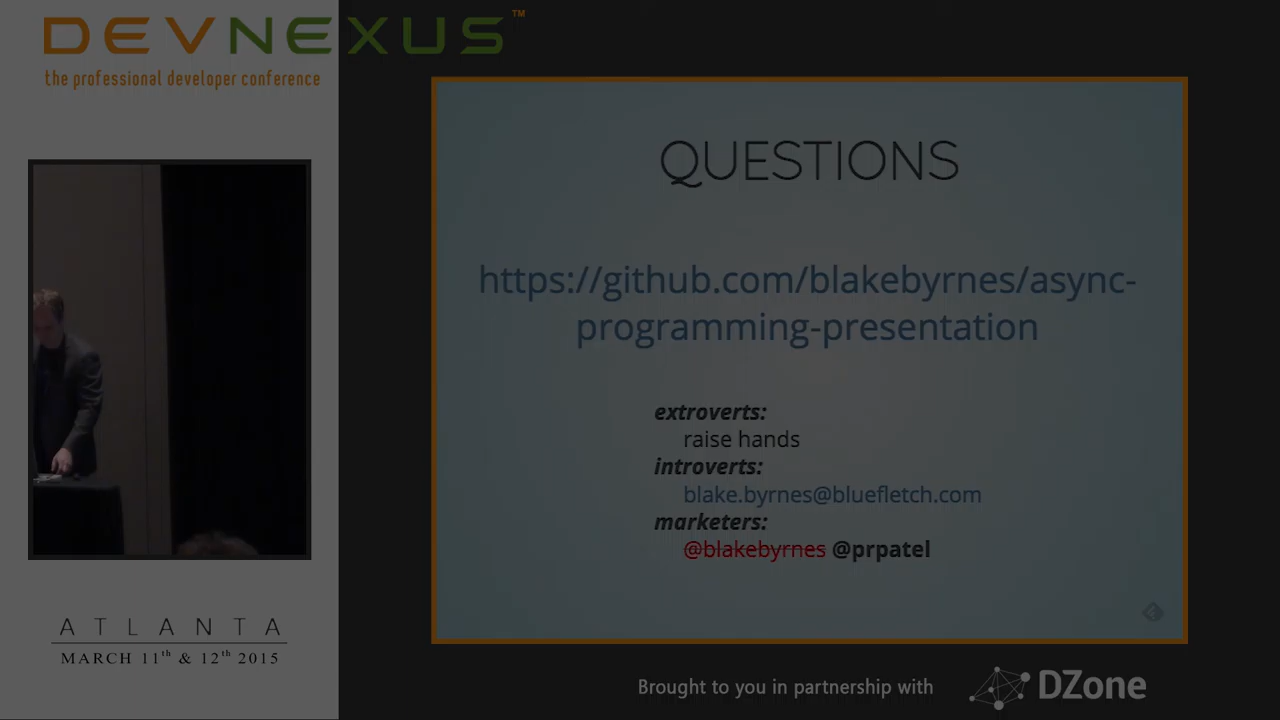 DEVNEXUS™
the professional developer conference
QUESTIONS
https://github.com/blakebyrnes/async-
programming-presentation
extroverts:
raise hands
introverts:
blake.byrnes@bluefletch.com
marketers:
@blakebyrnes @prpatel
ATLANTA
MARCH 11th & 12th 2015
Brought to you in partnership with
DZone